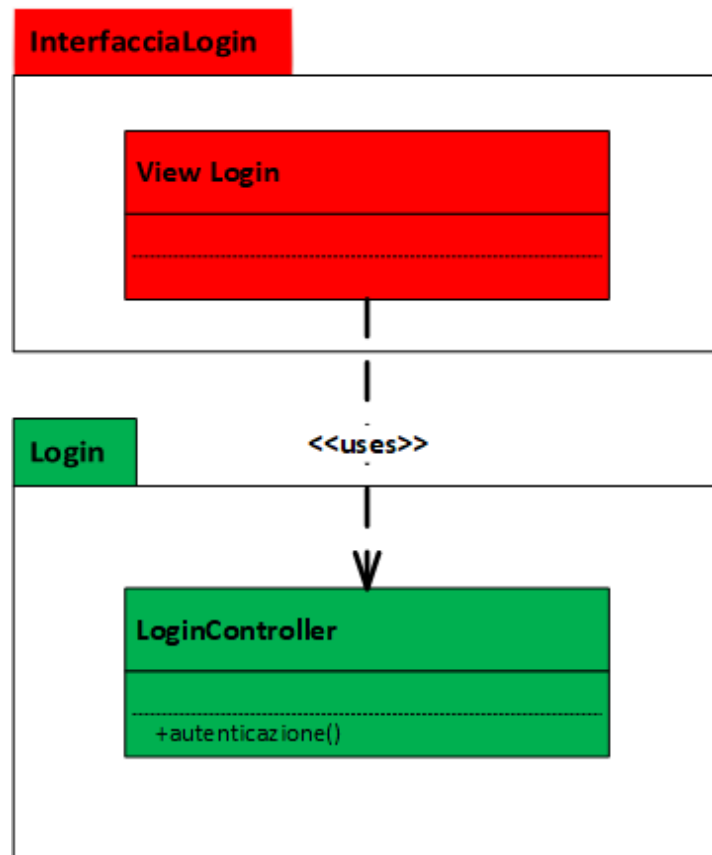 InterfacciaLogin
View Login
<<uses>>
Login
LoginController
+autenticazione()